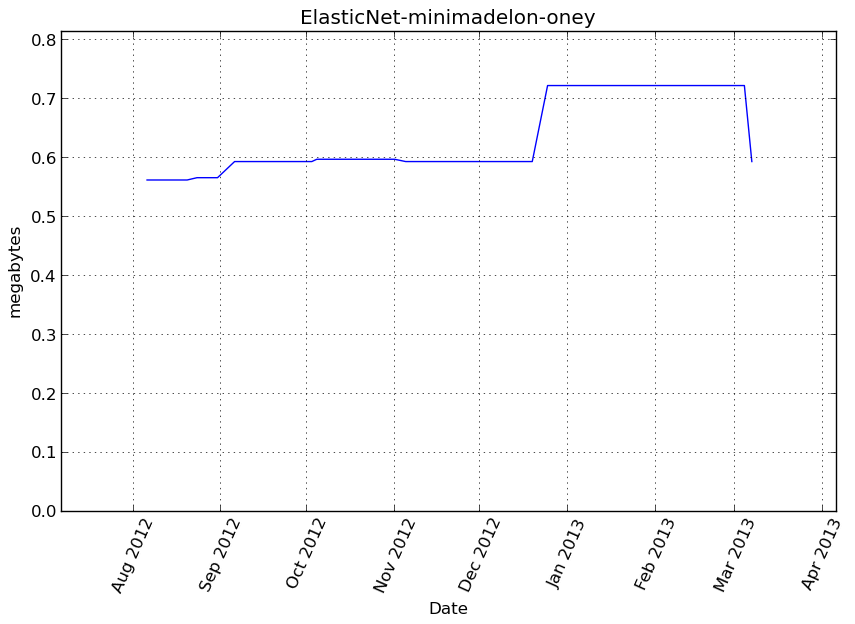 ElasticNet-minimadelon-oney
0.8
0.7
0.6
0.5
0.4
0.3
0.2
0.1
0.0
megabytes
Aug 2012
Sep 2012
Oct 2012
Nov 2012
Dec 2012
Jan 2013
Feb 2013
Mar 2013
Apr 2013
Date